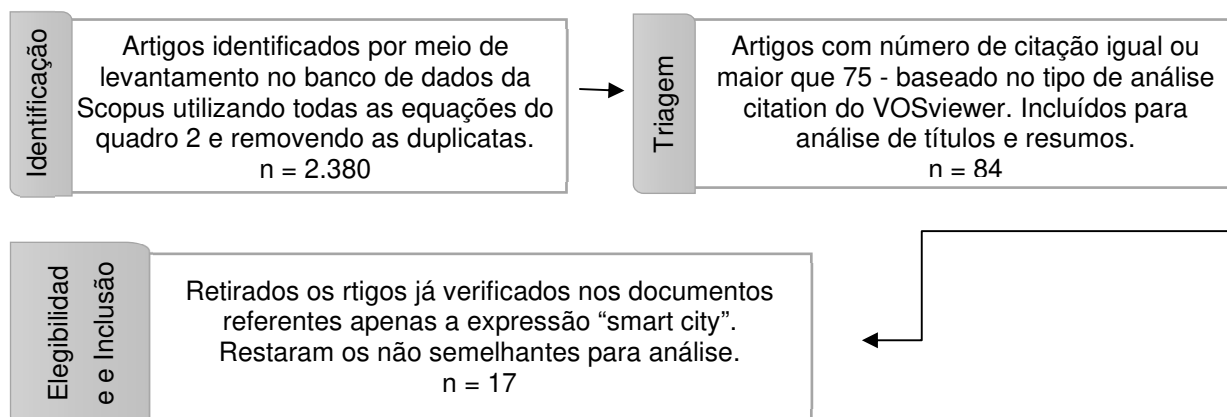 Identificação
Artigos identificados por meio de
levantamento no banco de dados da
Scopus utilizando todas as equações do
quadro 2 e removendo as duplicatas.
n = 2.380
Triagem
Artigos com número de citação igual ou
maior que 75 - baseado no tipo de análise
citation do VOSviewer. Incluídos para
análise de títulos e resumos.
n = 84
Elegibilidad
e e Inclusão
Retirados os rtigos já verificados nos documentos
referentes apenas a expressão “smart city”.
Restaram os não semelhantes para análise.
n = 17